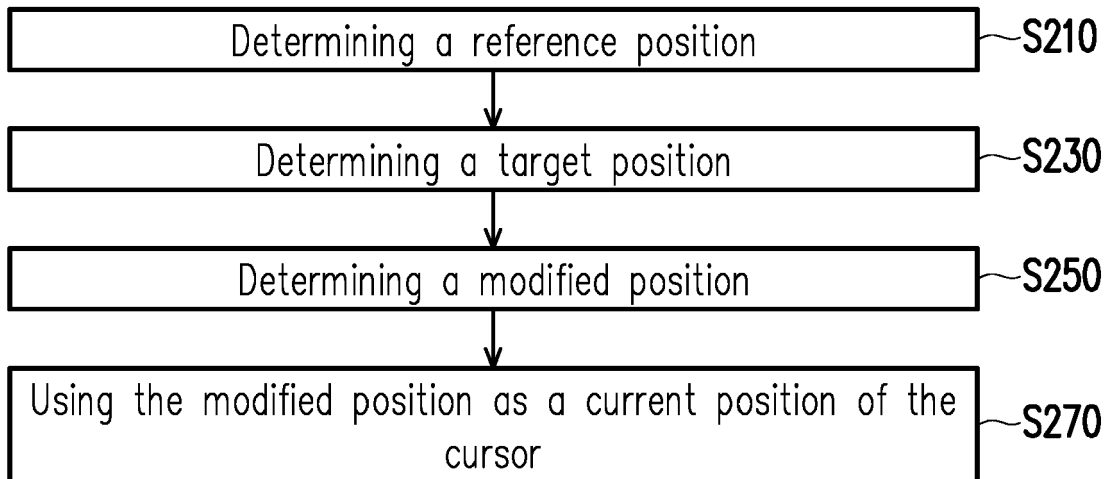 Determining a reference position
S210
Determining a target position
S230
Determining a modified position
S250
Using the modified position as a current position of the
cursor
S270